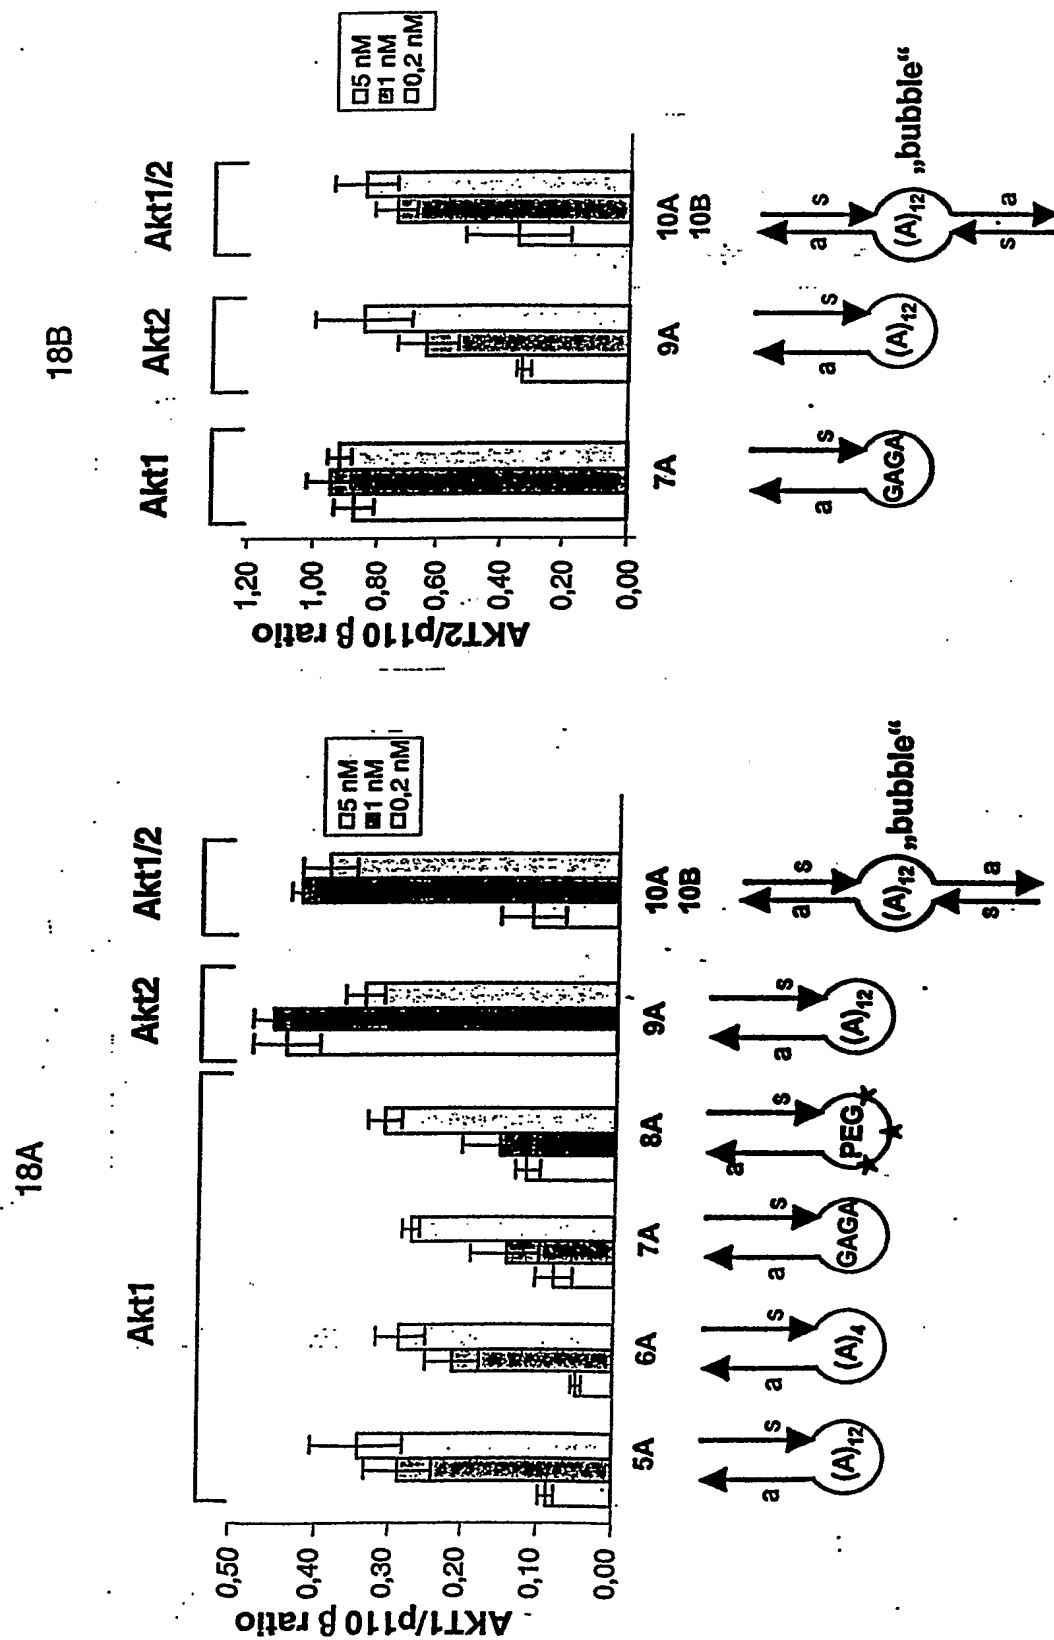 18A
Akt1
Akt2
Akt1/2
5 nM
1 nM
0,2 nM
AKT1/p110 β ratio
0,50
0,40
0,30
0,20
0,10
0,00
5A
6A
7A
8A
9A
10A
10B
a
s
(A)12
a
s
(A)4
a
s
GAGA
a
s
PEG
a
s
(A)12
a
s
(A)12
s
a
„bubble“
18B
Akt1
Akt2
Akt1/2
5 nM
1 nM
0,2 nM
AKT2/p110 β ratio
1,20
1,00
0,80
0,60
0,40
0,20
0,00
7A
9A
10A
10B
a
s
GAGA
a
s
(A)12
a
s
(A)12
s
a
„bubble“